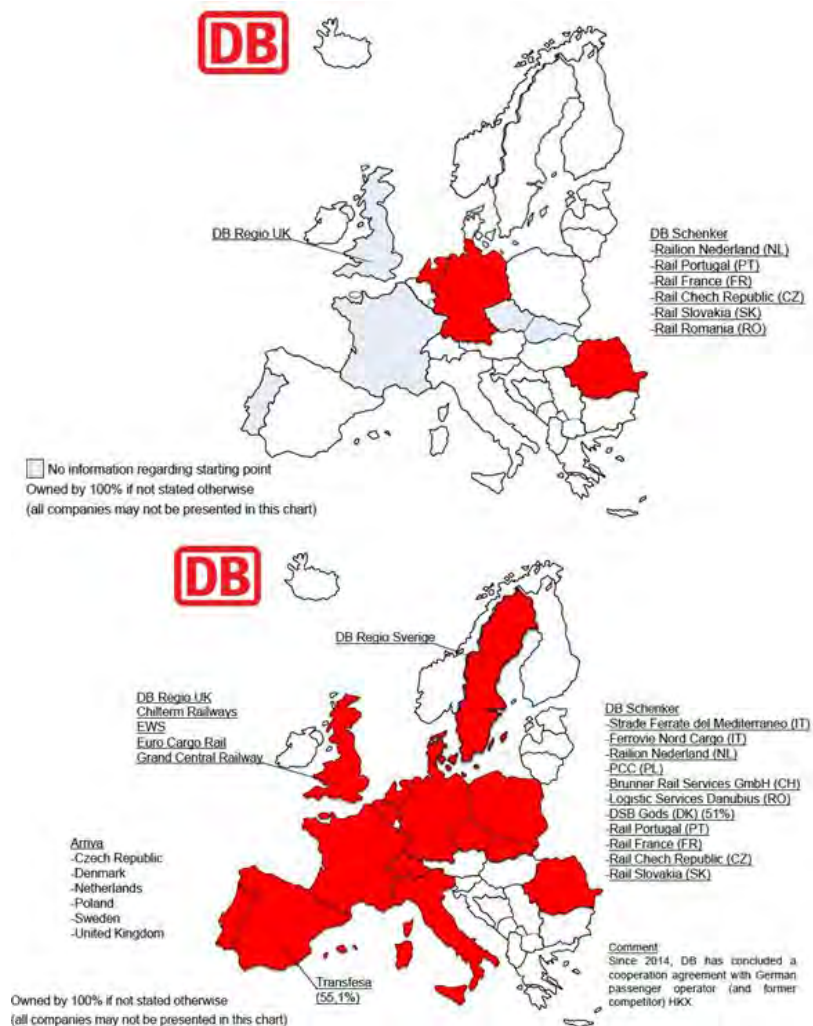 DB
DB Regio UK
DB Schenker
-Railion Nederland (NL)
-Rail Portugal (PT)
-Rail France (FR)
-Rail Chech Republic (CZ)
-Rail Slovakia (SK)
-Rail Romania (RO)
No information regarding starting point
Owned by 100% if not stated otherwise
(all companies may not be presented in this chart)
DB
DB Regio Sverige
DB Regio UK
Chilterm Railways
EWS
Euro Cargo Rail
Grand Central Railway
DB Schenker
-Strade Ferrate del Mediterraneo (IT)
-Ferrovie Nord Cargo (IT)
-Railion Nederland (NL)
-PCC (PL)
-Brunner Rail Services GmbH (CH)
-Logistic Services Danubius (RO)
-DSB Gods (DK) (51%)
-Rail Portugal (PT)
-Rail France (FR)
-Rail Chech Republic (CZ)
-Rail Slovakia (SK)
Arriva
-Czech Republic
-Denmark
-Netherlands
-Poland
-Sweden
-United Kingdom
Transfesa
(55,1%)
Comment
Since 2014, DB has concluded a
cooperation agreement with German
passenger operator (and former
competitor) HKX
Owned by 100% if not stated otherwise
(all companies may not be presented in this chart)